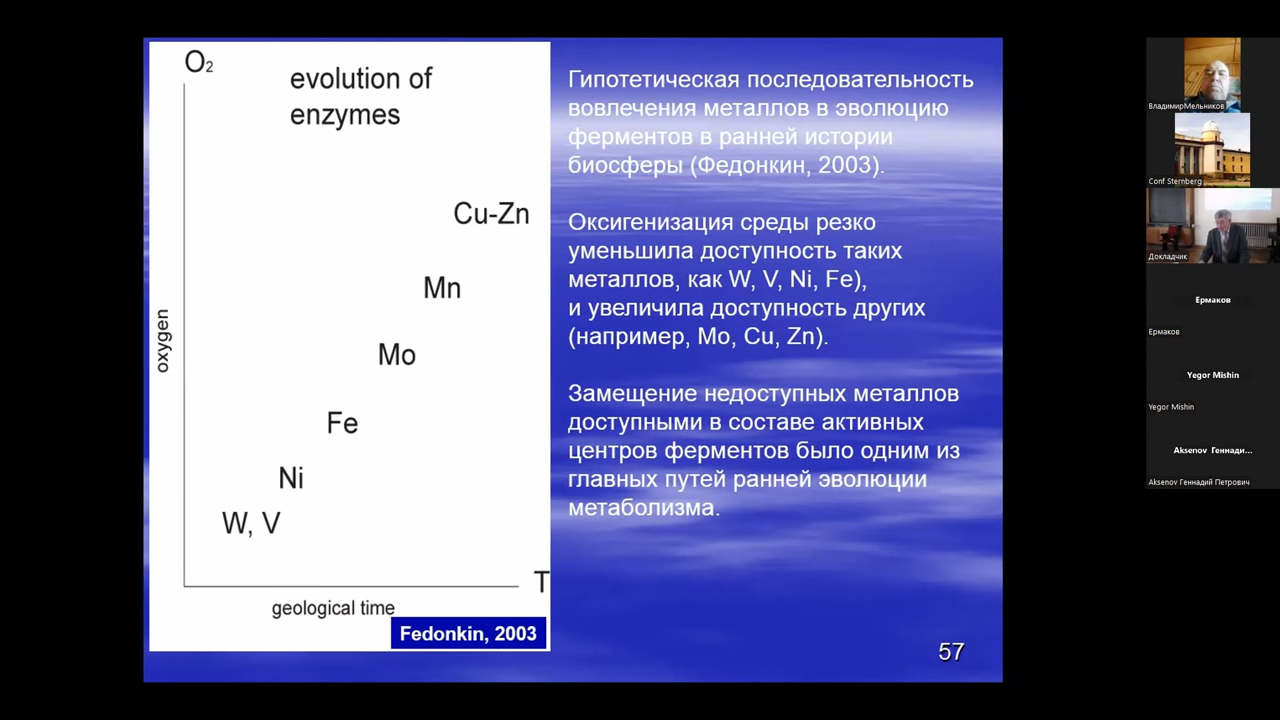 O₂
evolution of
enzymes
Cu-Zn
Mn
Mo
Fe
Ni
W, V
oxygen
T
geological time
Fedonkin, 2003
Гипотетическая последовательность
вовлечения металлов в эволюцию
ферментов в ранней истории
биосферы (Федонкин, 2003).
Оксигенизация среды резко
уменьшила доступность таких
металлов, как W, V, Ni, Fe),
и увеличила доступность других
(например, Mo, Cu, Zn).
Замещение недоступных металлов
доступными в составе активных
центров ферментов было одним из
главных путей ранней эволюции
метаболизма.
57
ВладимирМельников
Conf Sternberg
Докладчик
Ермаков
Ермаков
Yegor Mishin
Yegor Mishin
Aksenov Геннади...
Aksenov Геннадий Петрович